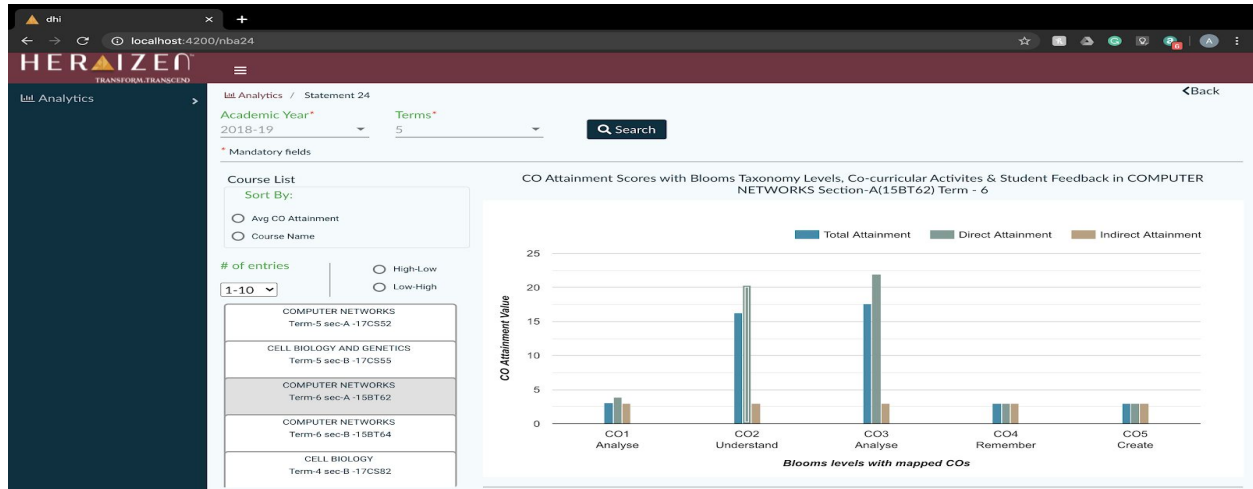 dhi
localhost:4200/nba24
HERAIZEN
TRANSFORM.TRANSCEND
Analytics
Analytics / Statement 24
Back
Academic Year* Terms*
2018-19 5 Search
* Mandatory fields
Course List
Sort By:
Avg CO Attainment
Course Name
# of entries
High-Low
1-10 Low-High
COMPUTER NETWORKS
Term-5 sec-A -17CS52
CELL BIOLOGY AND GENETICS
Term-5 sec-B -17CS55
COMPUTER NETWORKS
Term-6 sec-A -15BT62
COMPUTER NETWORKS
Term-6 sec-B -15BT64
CELL BIOLOGY
Term-4 sec-B -17CS82
CO Attainment Scores with Blooms Taxonomy Levels, Co-curricular Activites & Student Feedback in COMPUTER
NETWORKS Section-A(15BT62) Term - 6
Total Attainment Direct Attainment Indirect Attainment
CO Attainment Value
25
20
15
10
5
0
CO1 CO2 CO3 CO4 CO5
Analyse Understand Analyse Remember Create
Blooms levels with mapped COs